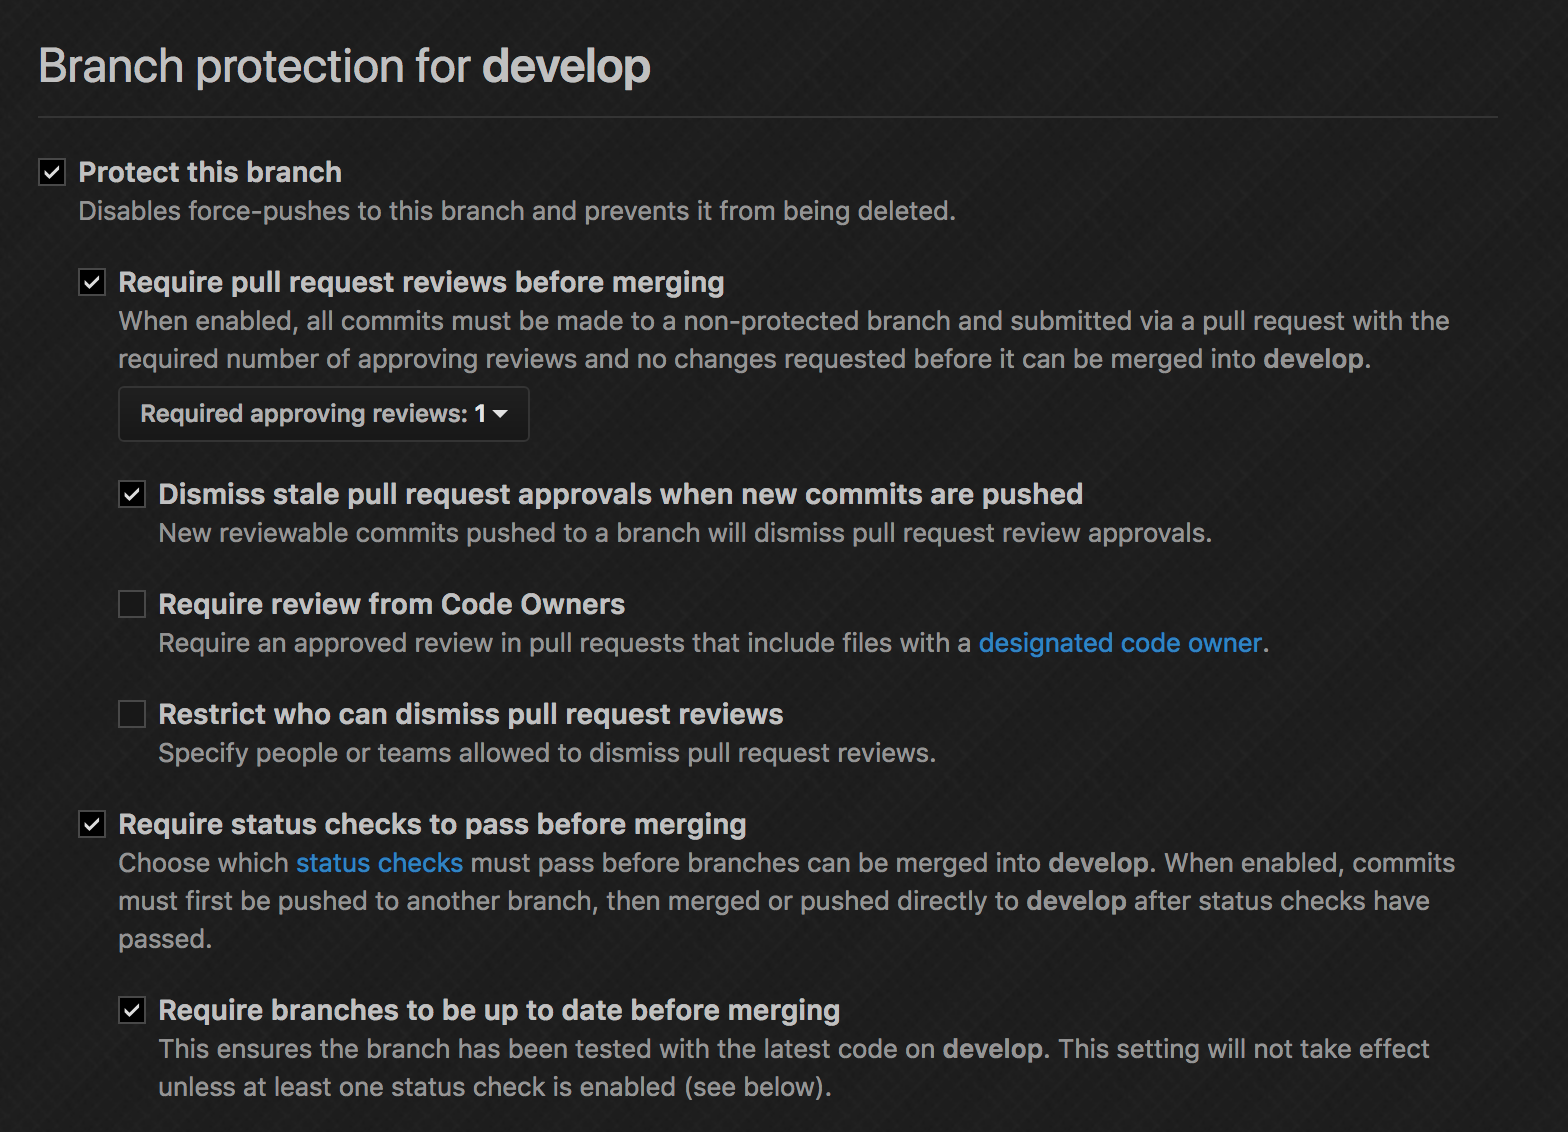 Branch protection for develop
Protect this branch
Disables force-pushes to this branch and prevents it from being deleted.
Require pull request reviews before merging
When enabled, all commits must be made to a non-protected branch and submitted via a pull request with the
required number of approving reviews and no changes requested before it can be merged into develop.
Required approving reviews: 1
Dismiss stale pull request approvals when new commits are pushed
New reviewable commits pushed to a branch will dismiss pull request review approvals.
Require review from Code Owners
Require an approved review in pull requests that include files with a designated code owner.
Restrict who can dismiss pull request reviews
Specify people or teams allowed to dismiss pull request reviews.
Require status checks to pass before merging
Choose which status checks must pass before branches can be merged into develop. When enabled, commits
must first be pushed to another branch, then merged or pushed directly to develop after status checks have
passed.
Require branches to be up to date before merging
This ensures the branch has been tested with the latest code on develop. This setting will not take effect
unless at least one status check is enabled (see below).